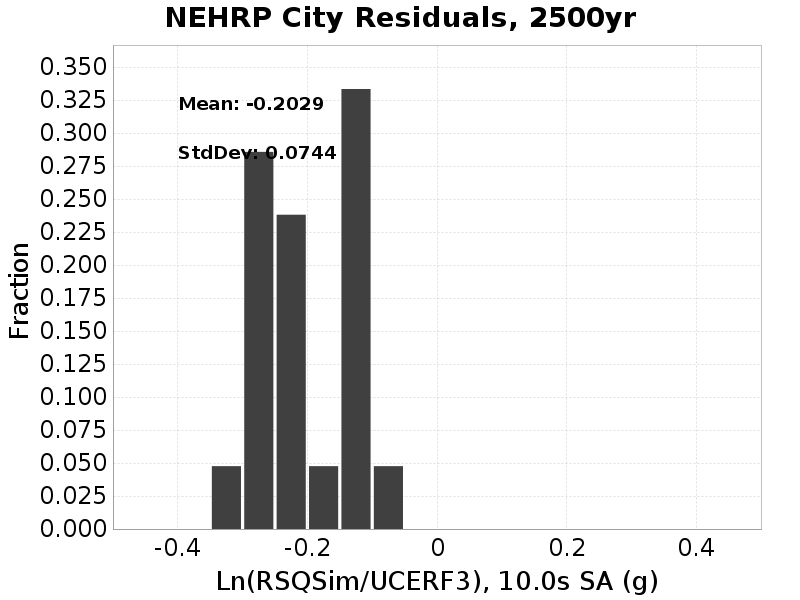 NEHRP City Residuals, 2500yr
0.350
0.325
0.300
0.275
0.250
0.225
0.200
0.175
0.150
0.125
0.100
0.075
0.050
0.025
0.000
Fraction
Mean: -0.2029
StdDev: 0.0744
-0.4 -0.2 0 0.2 0.4
Ln(RSQSim/UCERF3), 10.0s SA (g)